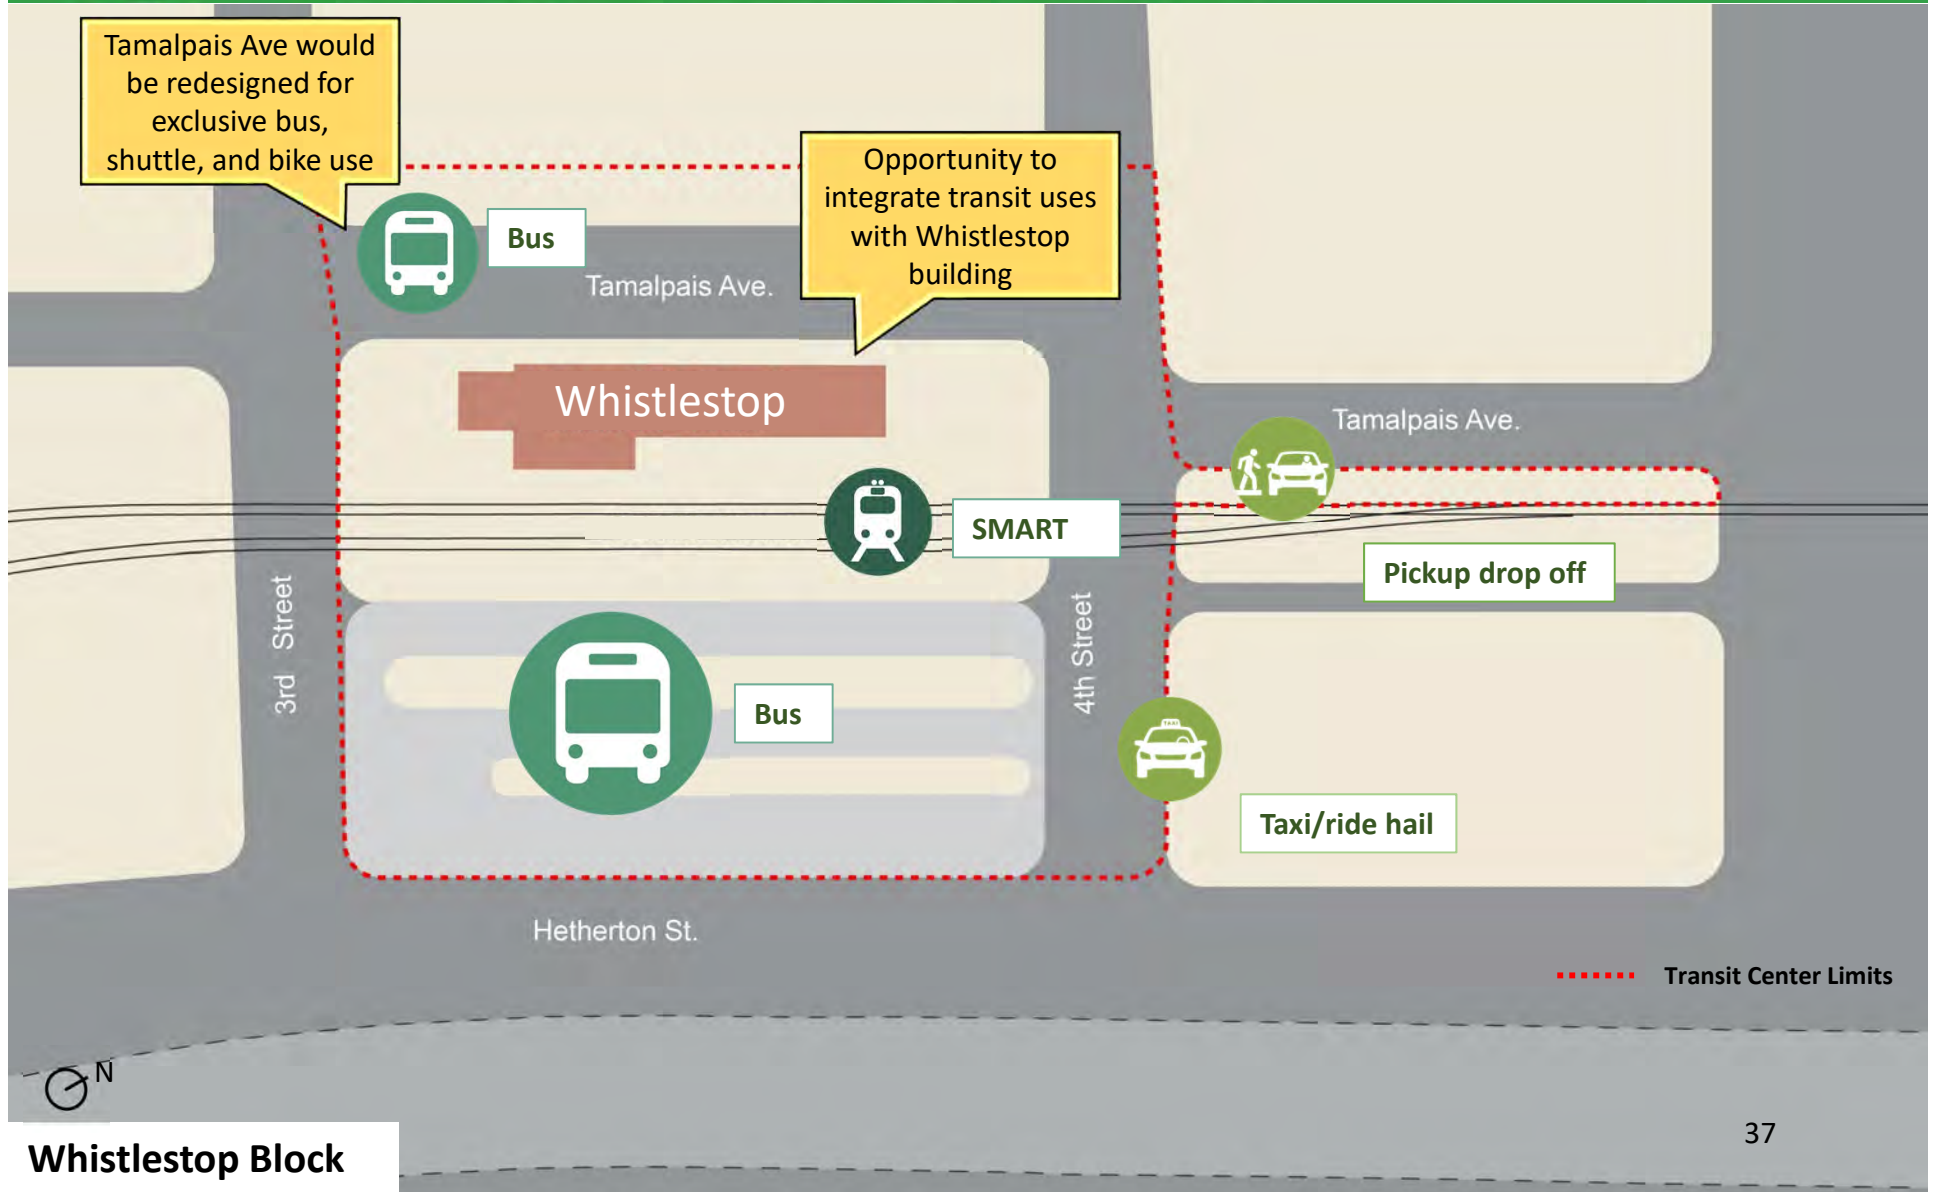 Tamalpais Ave would
be redesigned for
exclusive bus,
shuttle, and bike use
Opportunity to
integrate transit uses
with Whistlestop
building
Bus
Tamalpais Ave.
Whistlestop
Tamalpais Ave.
SMART
Pickup drop off
3rd Street
4th Street
Bus
TAXI
Taxi/ride hail
Hetherton St.
Transit Center Limits
N
37
Whistlestop Block